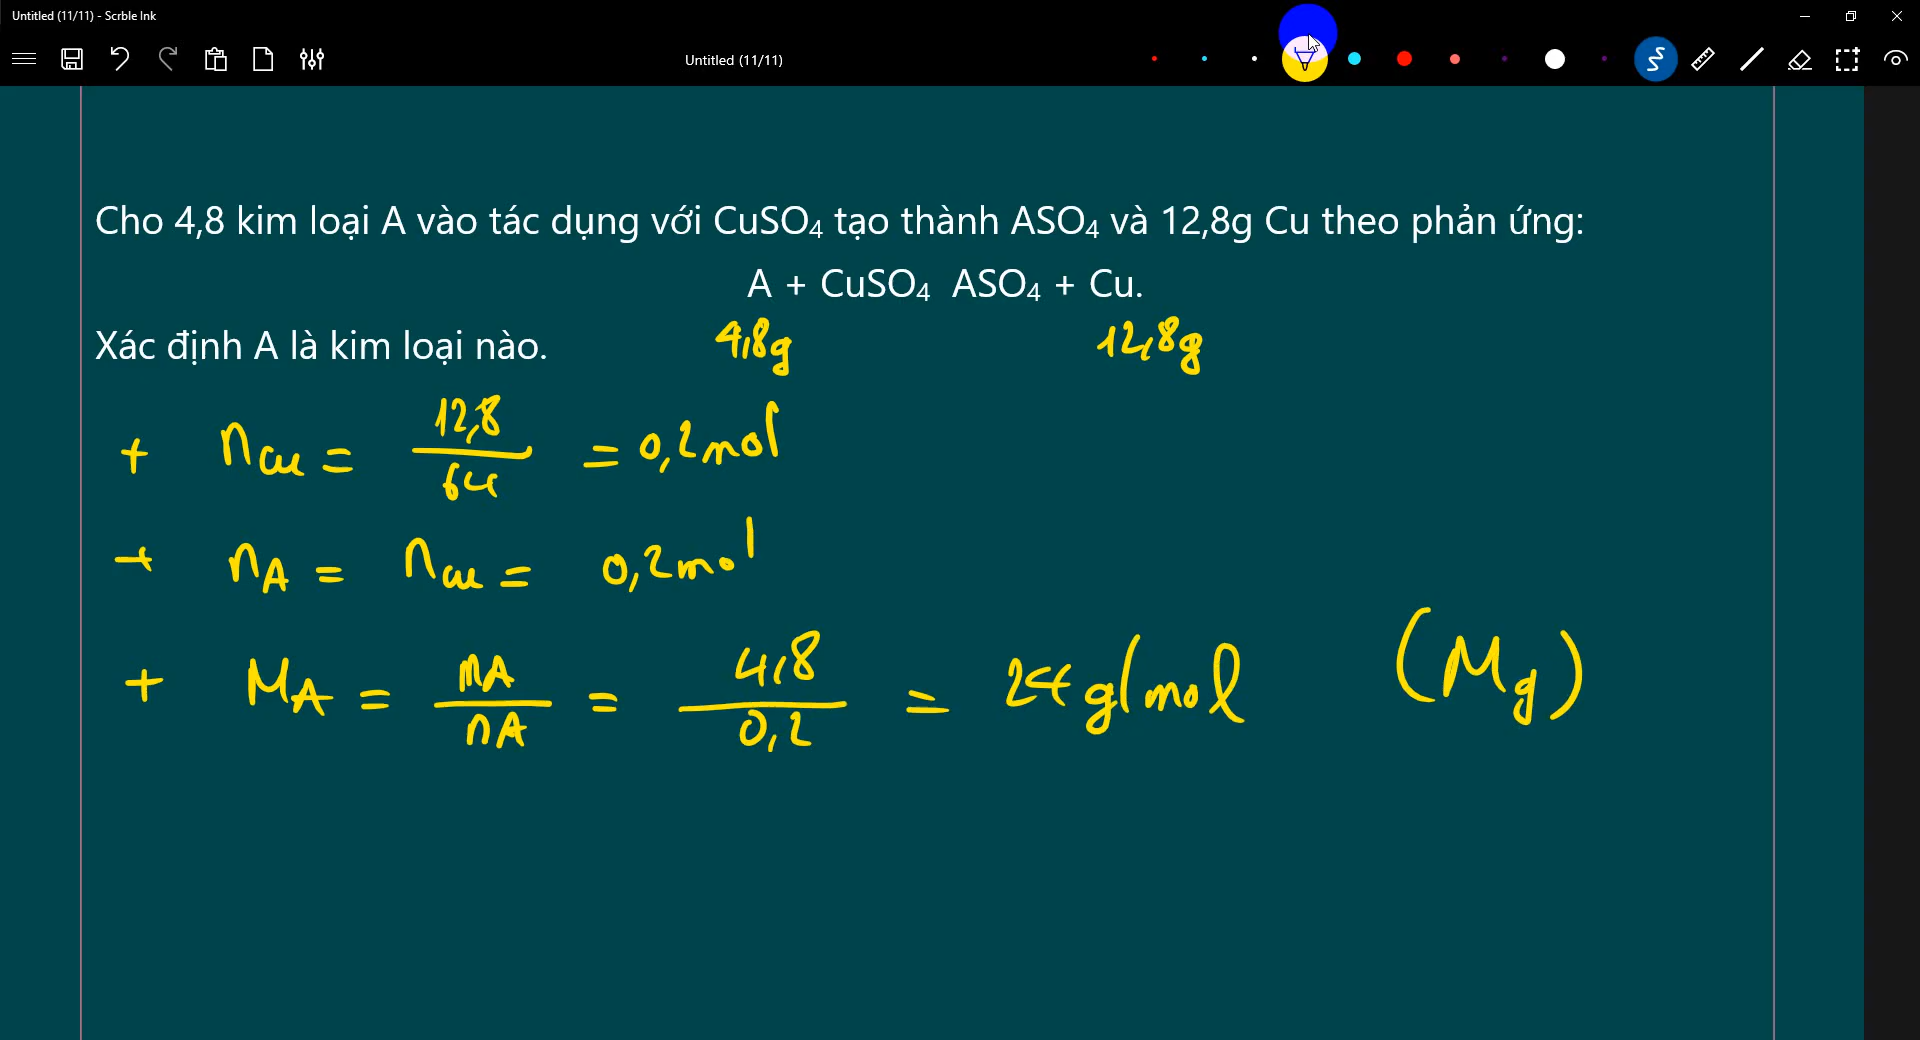 Untitled (11/11) - Scrble Ink
Untitled (11/11)
Cho 4,8 kim loại A vào tác dụng với CuSO₄ tạo thành ASO₄ và 12,8g Cu theo phản ứng:
A + CuSO₄ ASO₄ + Cu.
Xác định A là kim loại nào.
4,8g 12,8g
+ nCu = 12,8/64 = 0,2mol
+ nA = nCu = 0,2mol
+ MA = mA/nA = 4,8/0,2 = 24g/mol (Mg)